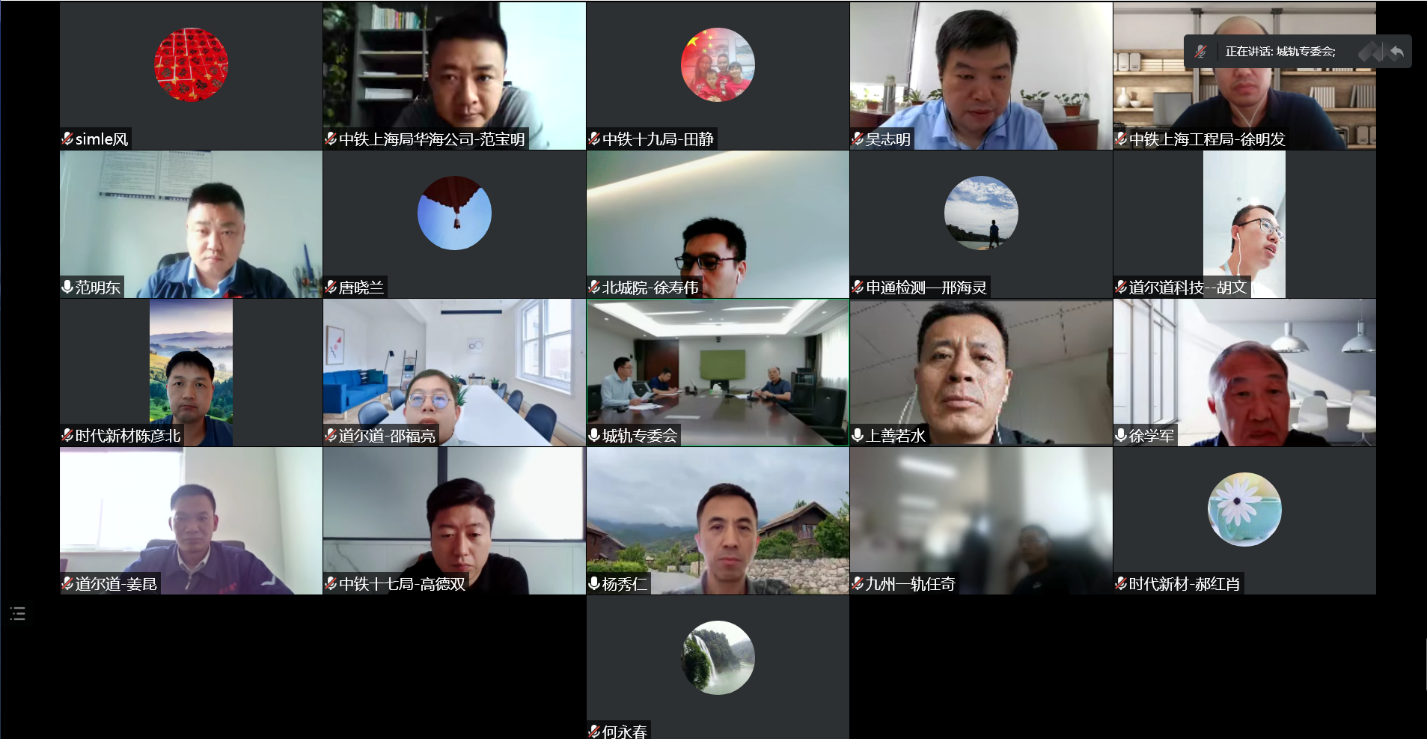 正在讲话: 城轨专委会;
simle风
中铁上海局华海公司-范宝明
中铁十九局-田静
吴志明
中铁上海工程局-徐明发
范明东
唐晓兰
北城院-徐寿伟
申通检测—邢海灵
道尔道科技--胡文
时代新材陈彦北
道尔道-邵福亮
城轨专委会
上善若水
徐学军
道尔道-姜昆
中铁十七局-高德双
杨秀仁
九州一轨任奇
时代新材-郝红肖
何永春